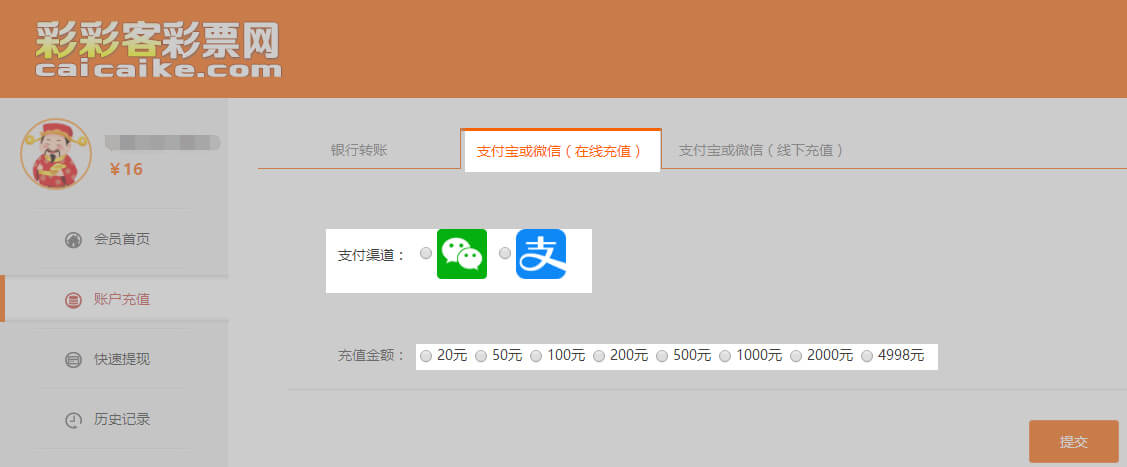 彩彩客彩票网
caicaike.com
¥16
会员首页
账户充值
快速提现
历史记录
银行转账 支付宝或微信（在线充值） 支付宝或微信（线下充值）
支付渠道： 支
充值金额： 20元 50元 100元 200元 500元 1000元 2000元 4998元
提交